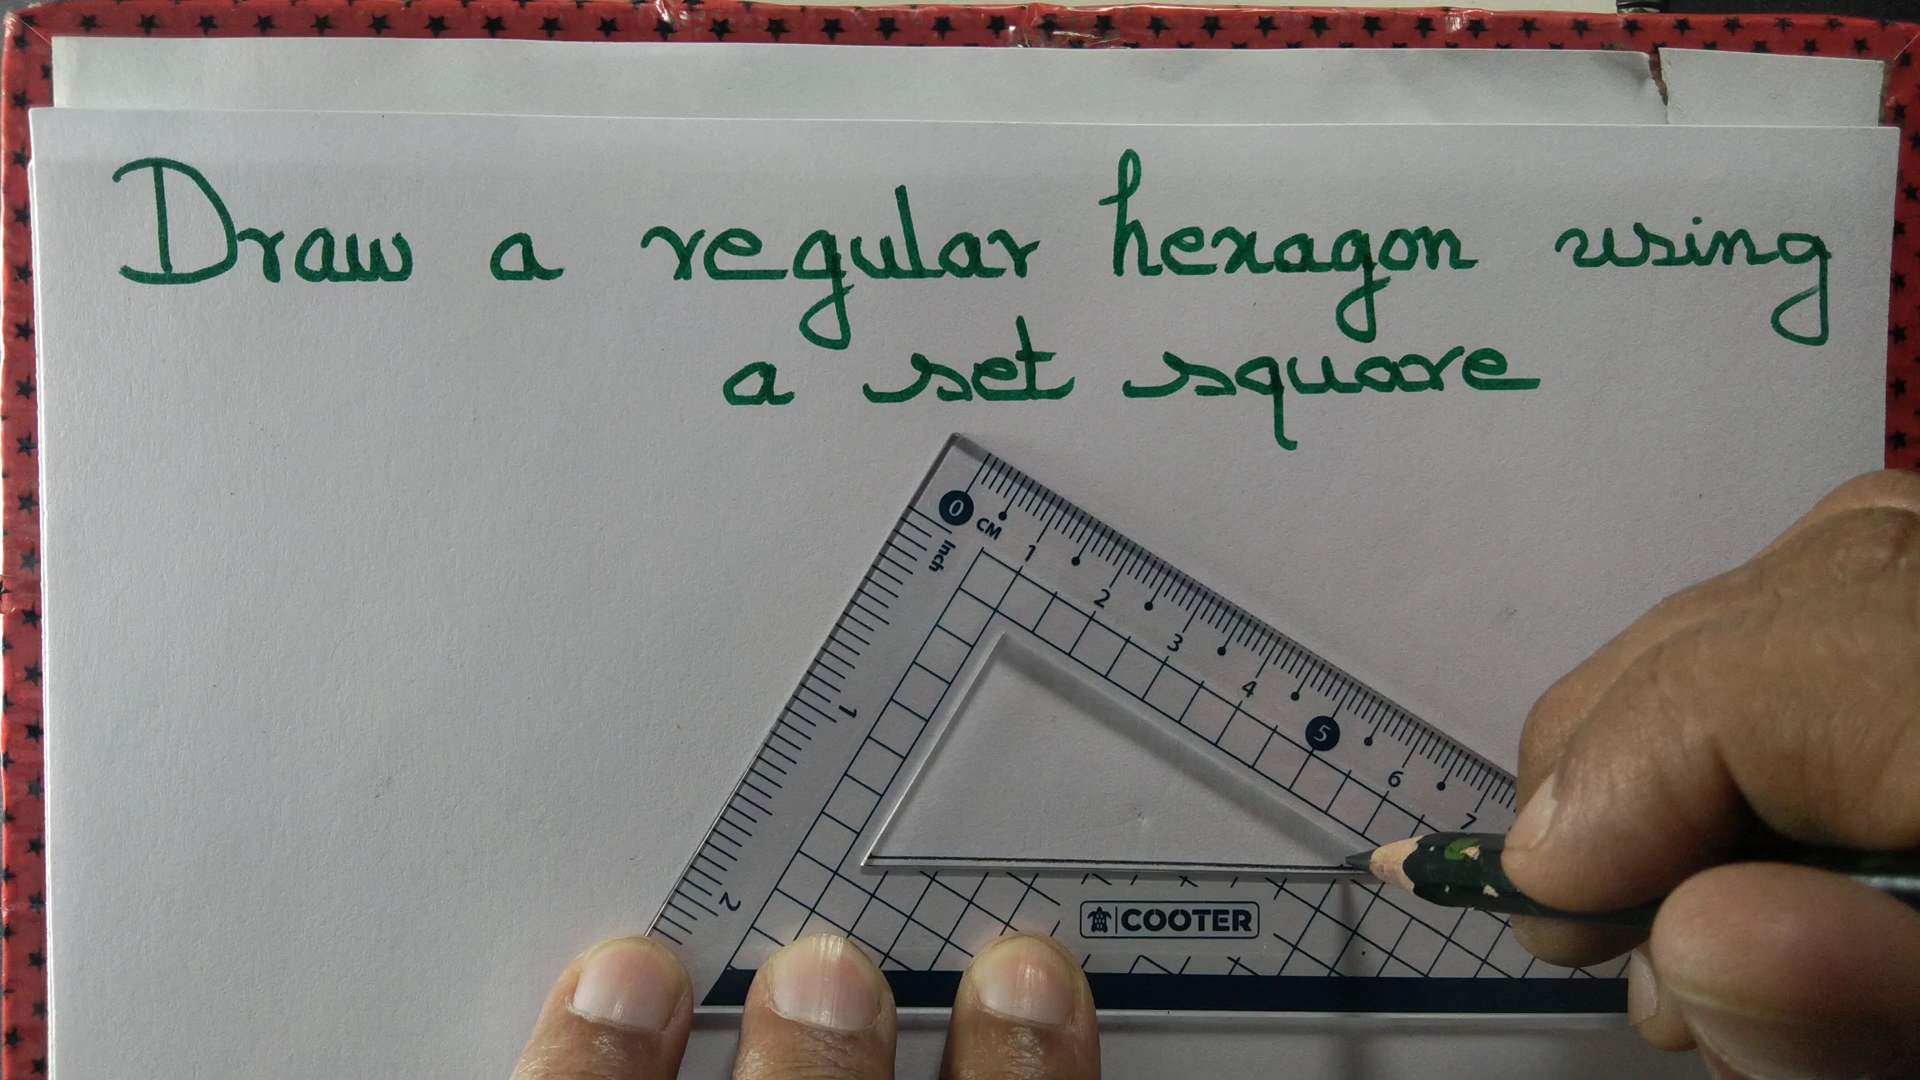 Draw a regular hexagon using
a set square
0 CM 1 2 3 4 5 6 7
Inch 1 2
COOTER